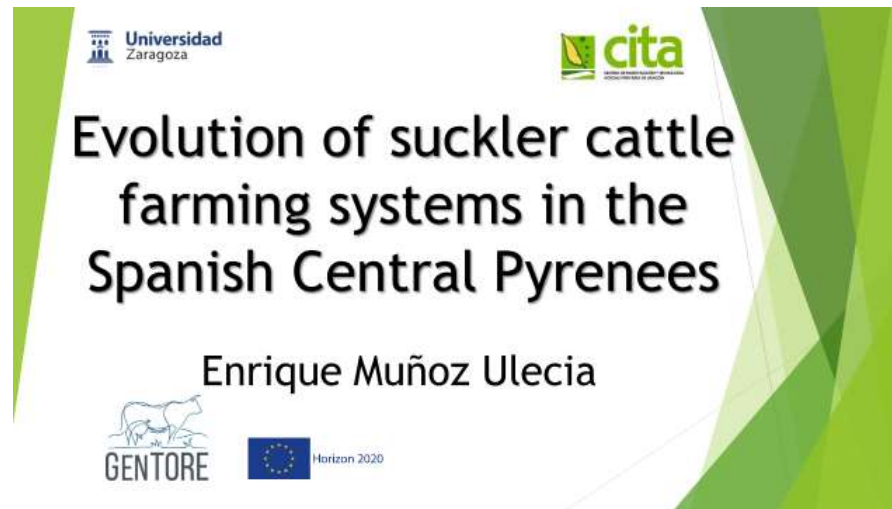 Universidad
Zaragoza
cita
Evolution of suckler cattle
farming systems in the
Spanish Central Pyrenees
Enrique Muñoz Ulecia
GENTORE
Horizon 2020